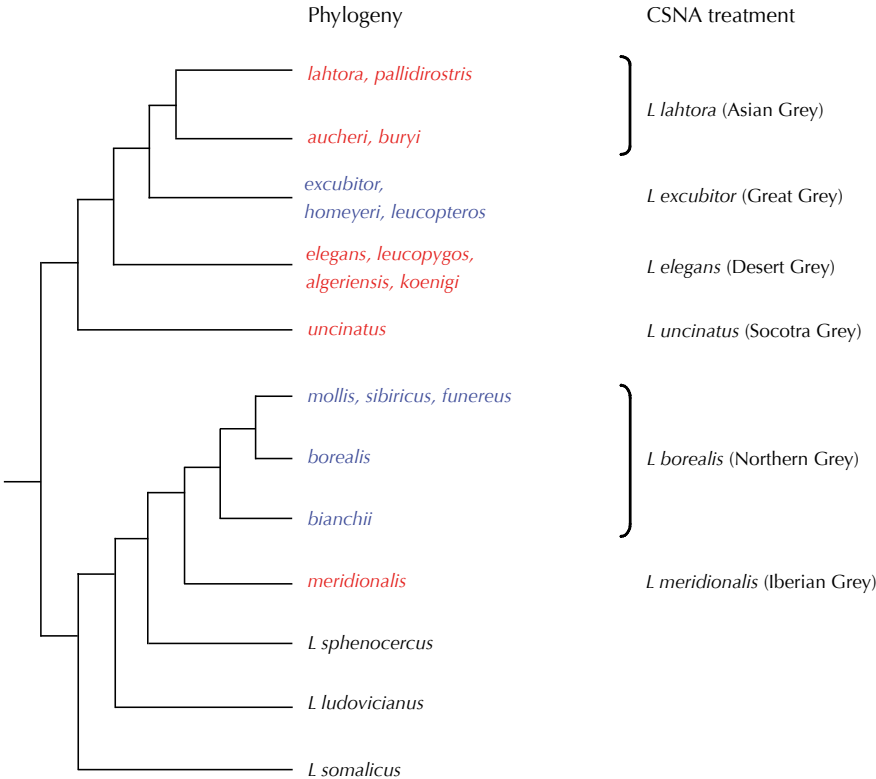 Phylogeny
CSNA treatment
lahtora, pallidirostris
L lahtora (Asian Grey)
aucheri, buryi
excubitor,
homeyeri, leucopteros
L excubitor (Great Grey)
elegans, leucopygos,
algeriensis, koenigi
L elegans (Desert Grey)
uncinatus
L uncinatus (Socotra Grey)
mollis, sibiricus, funereus
borealis
L borealis (Northern Grey)
bianchii
meridionalis
L meridionalis (Iberian Grey)
L sphenocercus
L ludovicianus
L somalicus